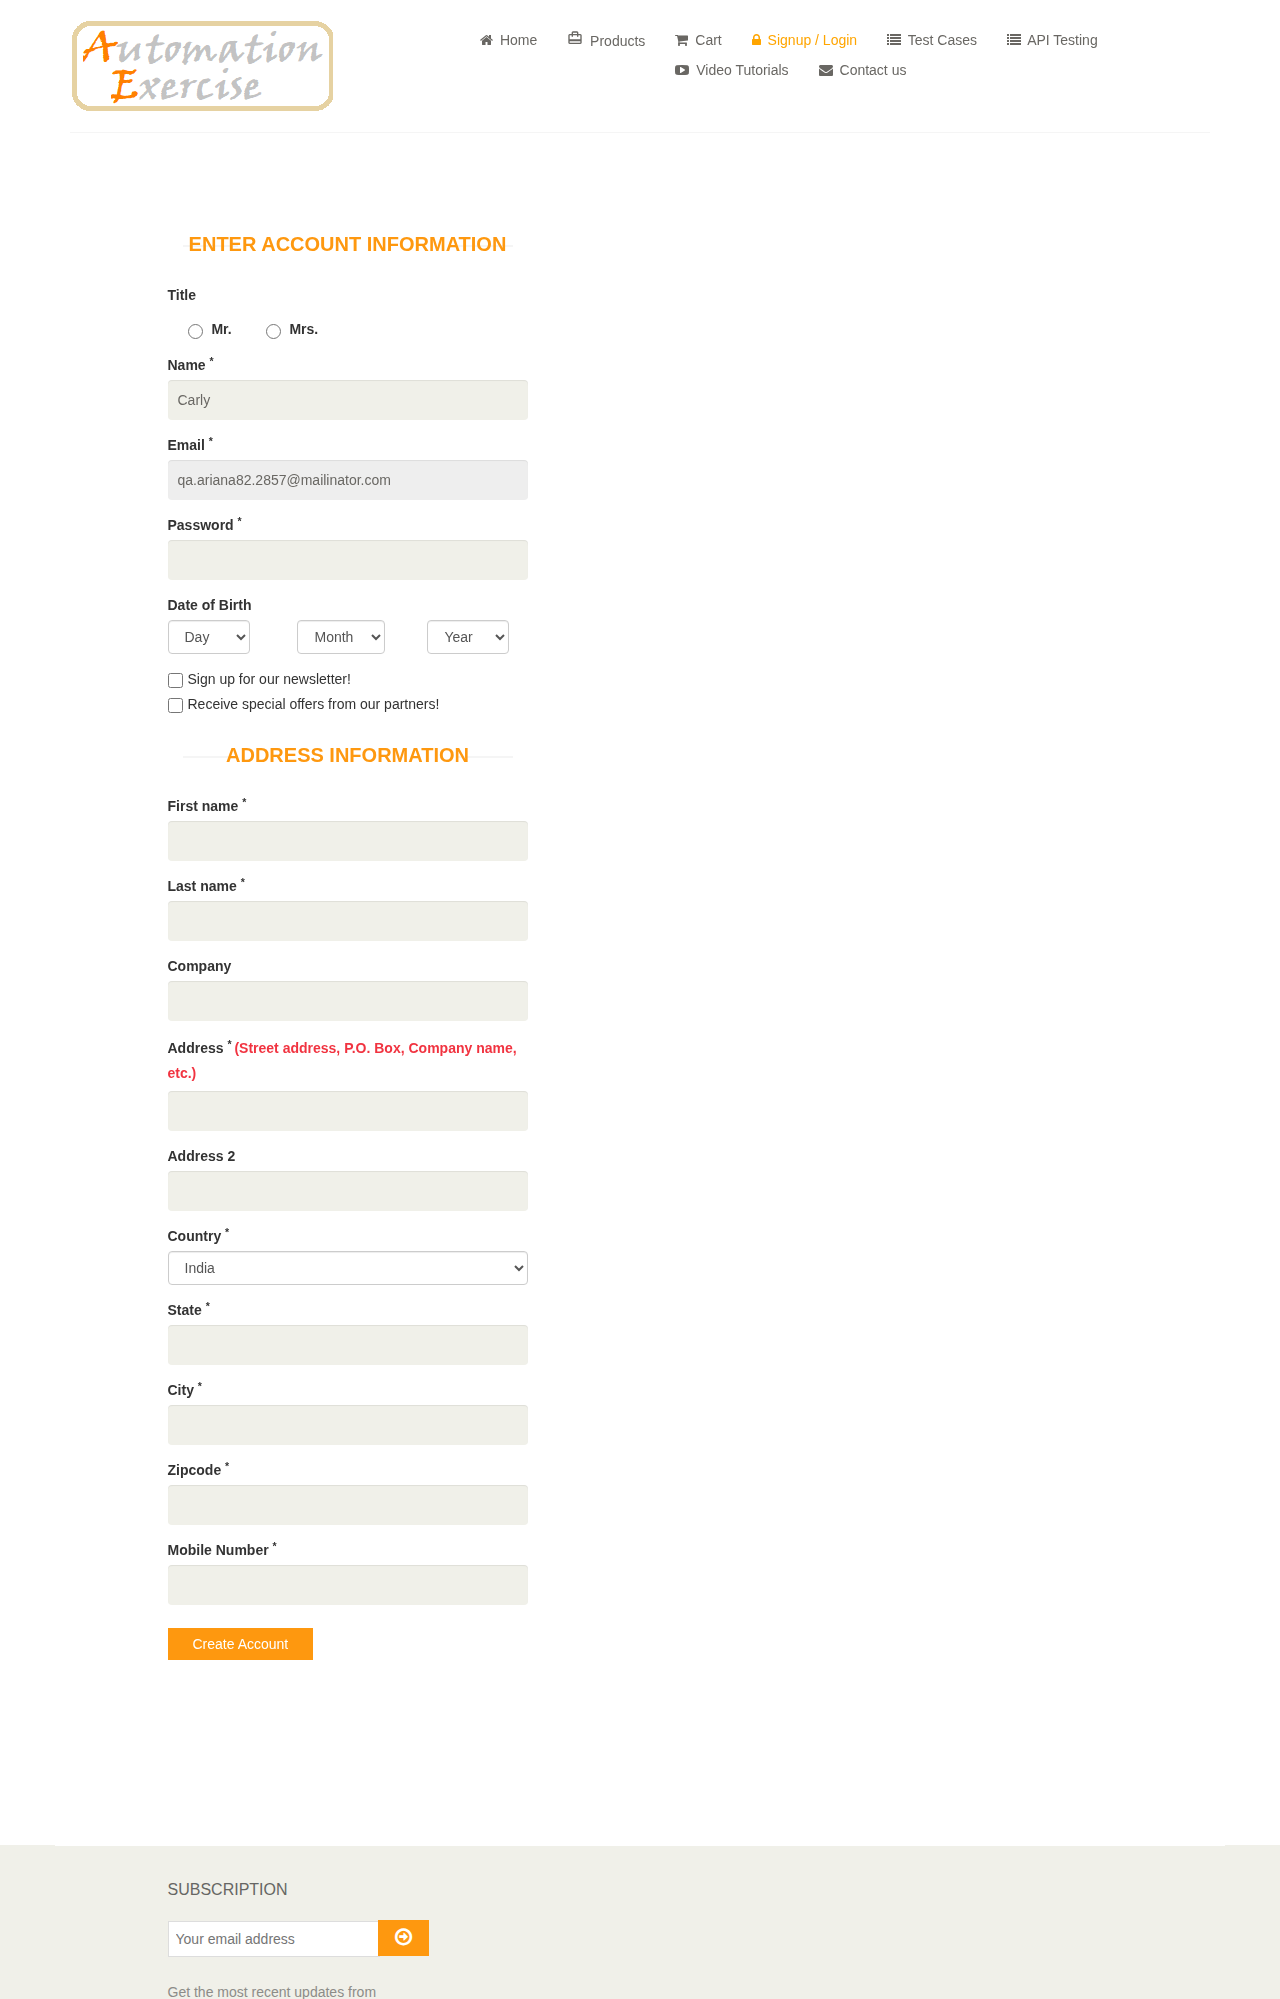 Automation
Exercise
Home
Products
Cart
Signup / Login
Test Cases
API Testing
Video Tutorials
Contact us
ENTER ACCOUNT INFORMATION
Title
Mr.
Mrs.
Name *
Carly
Email *
qa.ariana82.2857@mailinator.com
Password *
Date of Birth
Day
Month
Year
Sign up for our newsletter!
Receive special offers from our partners!
ADDRESS INFORMATION
First name *
Last name *
Company
Address * (Street address, P.O. Box, Company name,
etc.)
Address 2
Country *
India
State *
City *
Zipcode *
Mobile Number *
Create Account
SUBSCRIPTION
Your email address
Get the most recent updates from